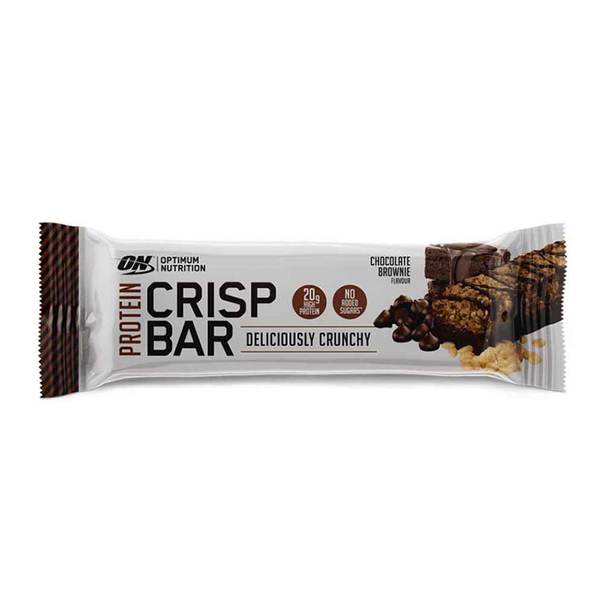 ON
OPTIMUM
NUTRITION
PROTEIN
CRISP
BAR
20g
HIGH
PROTEIN
NO
ADDED
SUGARS*
DELICIOUSLY CRUNCHY
CHOCOLATE
BROWNIE
FLAVOUR